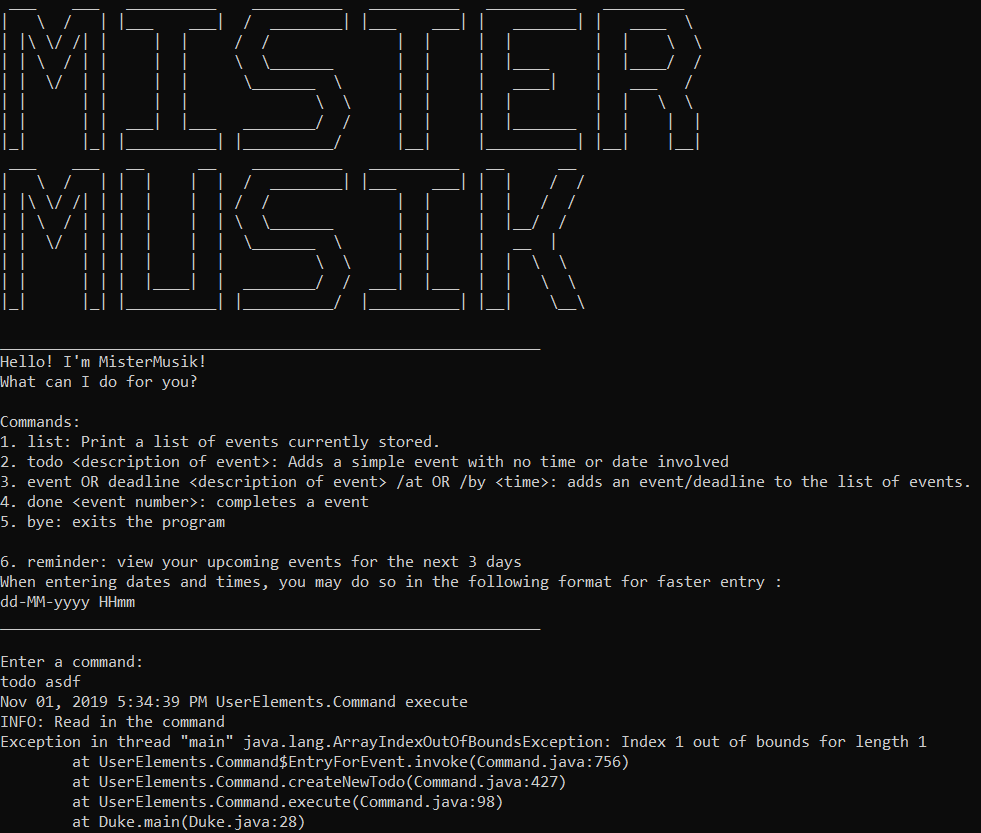 MISTER
MUSIK
Hello! I'm MisterMusik!
What can I do for you?
Commands:
1. list: Print a list of events currently stored.
2. todo <description of event>: Adds a simple event with no time or date involved
3. event OR deadline <description of event> /at OR /by <time>: adds an event/deadline to the list of events.
4. done <event number>: completes a event
5. bye: exits the program
6. reminder: view your upcoming events for the next 3 days
When entering dates and times, you may do so in the following format for faster entry :
dd-MM-yyyy HHmm
Enter a command:
todo asdf
Nov 01, 2019 5:34:39 PM UserElements.Command execute
INFO: Read in the command
Exception in thread "main" java.lang.ArrayIndexOutOfBoundsException: Index 1 out of bounds for length 1
at UserElements.Command$EntryForEvent.invoke(Command.java:756)
at UserElements.Command.createNewTodo(Command.java:427)
at UserElements.Command.execute(Command.java:98)
at Duke.main(Duke.java:28)